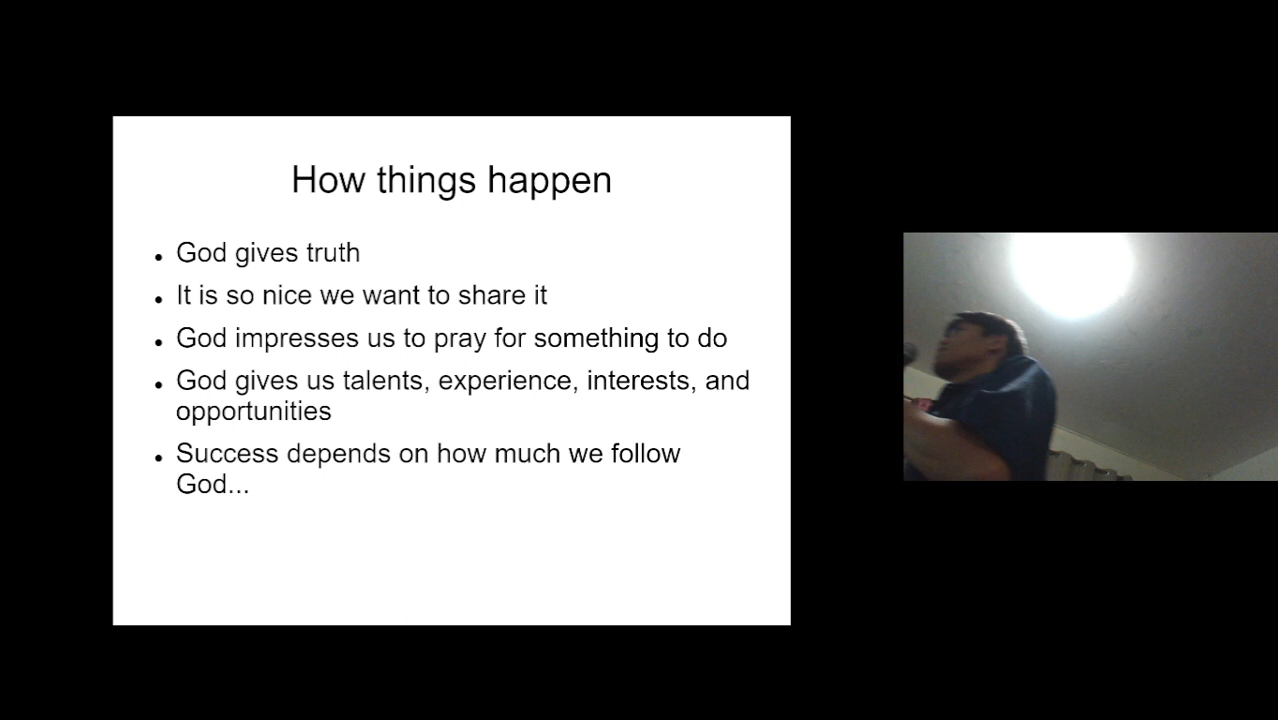 How things happen
God gives truth
It is so nice we want to share it
God impresses us to pray for something to do
God gives us talents, experience, interests, and
opportunities
Success depends on how much we follow
God...